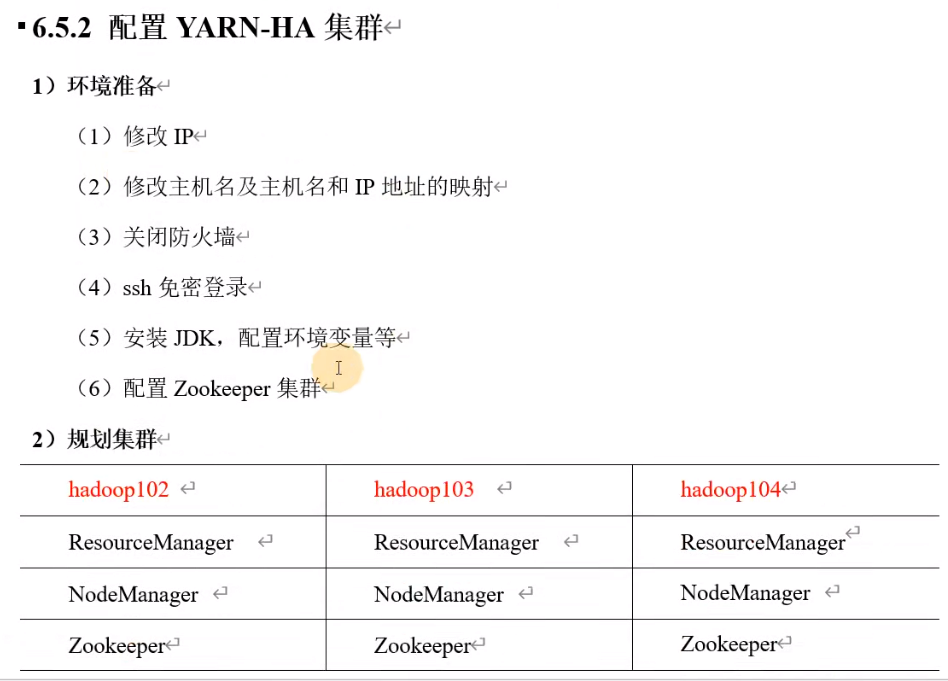 6.5.2 配置 YARN-HA 集群
1）环境准备
（1）修改 IP
（2）修改主机名及主机名和 IP 地址的映射
（3）关闭防火墙
（4）ssh 免密登录
（5）安装 JDK，配置环境变量等
（6）配置 Zookeeper 集群
2）规划集群
hadoop102 hadoop103 hadoop104
ResourceManager ResourceManager ResourceManager
NodeManager NodeManager NodeManager
Zookeeper Zookeeper Zookeeper